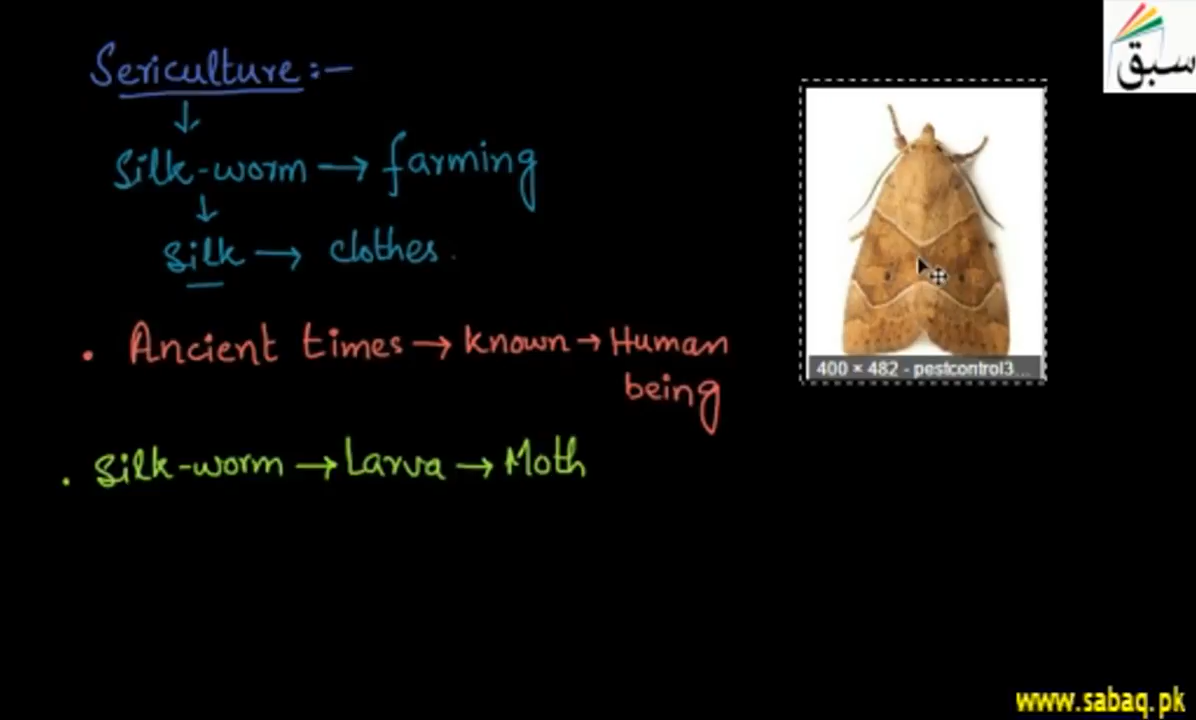 Sericulture :-
↓
Silk-worm → farming
↓
Silk → clothes.
• Ancient times → known → Human
being
• Silk-worm → Larva → Moth
سبق
400 × 482 - pestcontrol3...
www.sabaq.pk